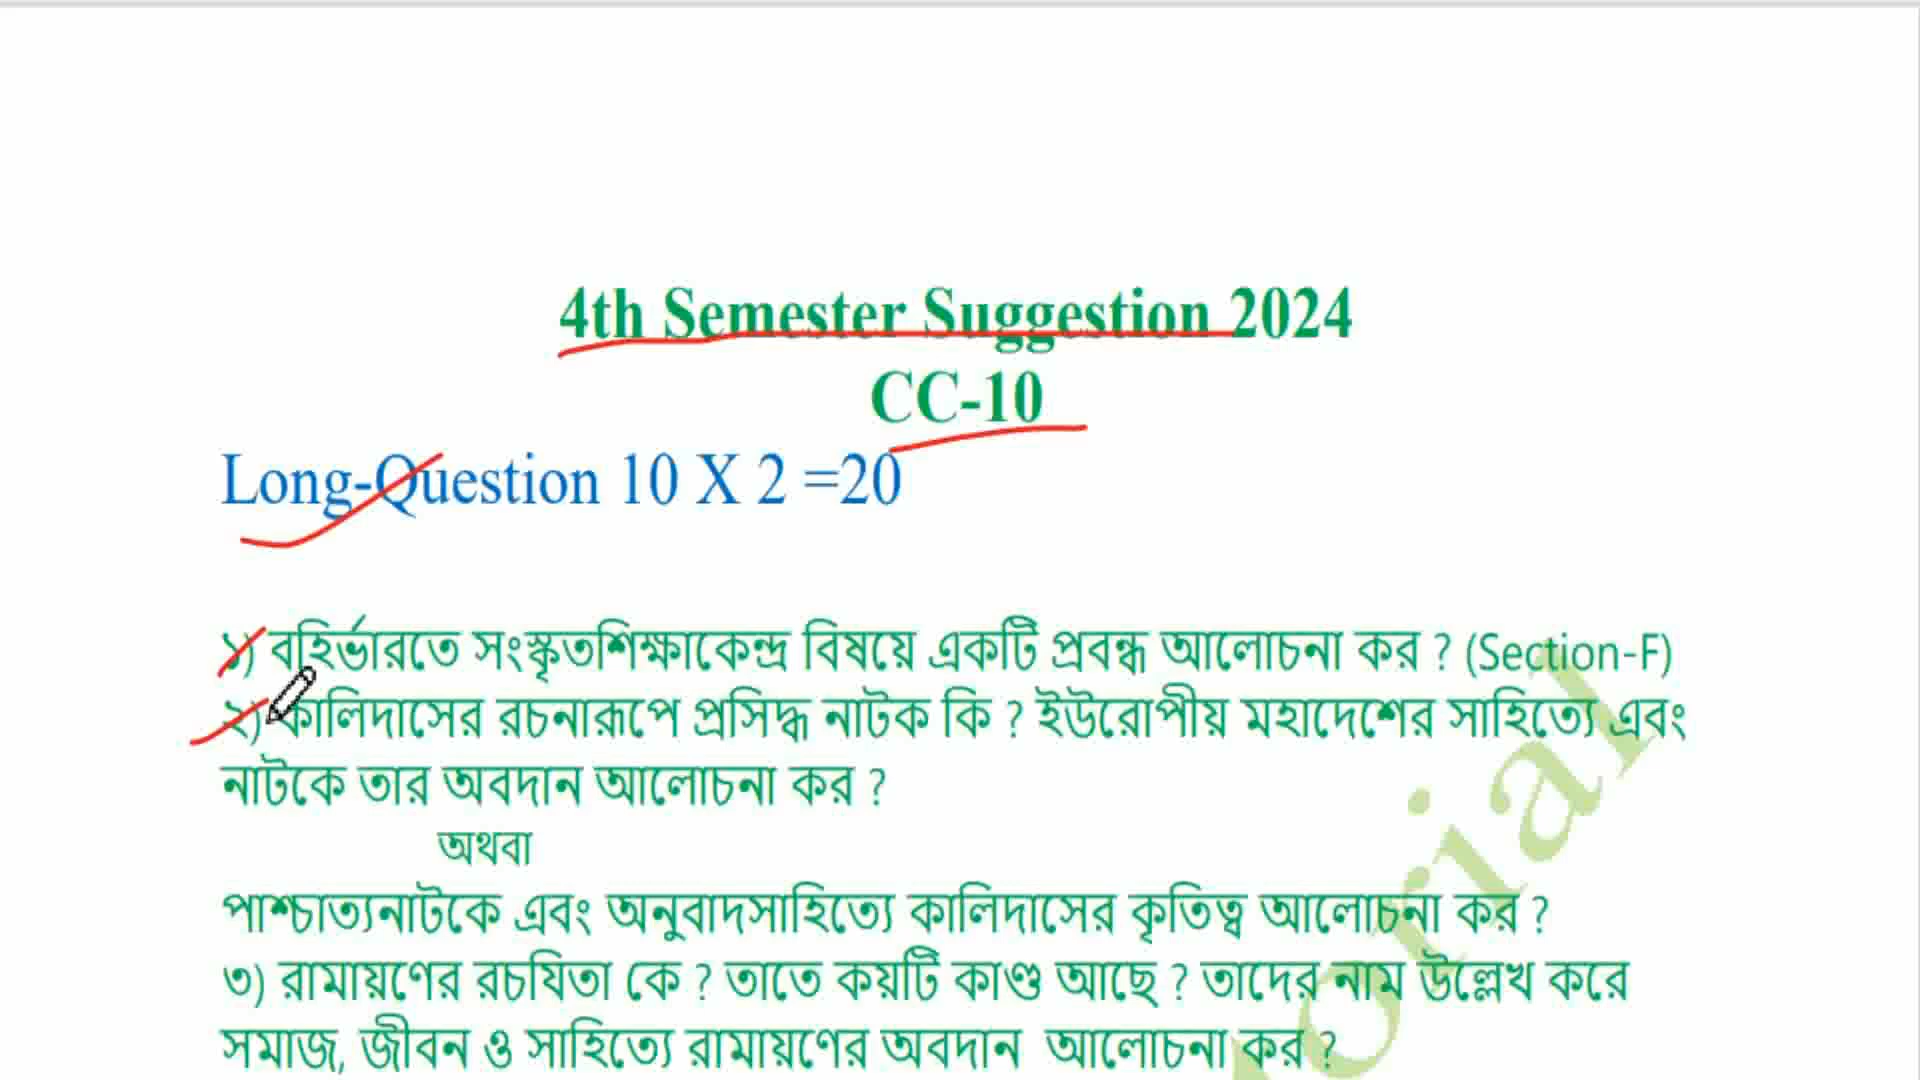 4th Semester Suggestion 2024
CC-10
Long-Question 10 X 2 =20
১) বহির্ভারতে সংস্কৃতশিক্ষাকেন্দ্র বিষয়ে একটি প্রবন্ধ আলোচনা কর ? (Section-F)
২) কালিদাসের রচনারূপে প্রসিদ্ধ নাটক কি ? ইউরোপীয় মহাদেশের সাহিত্যে এবং
নাটকে তার অবদান আলোচনা কর ?
অথবা
পাশ্চাত্যনাটকে এবং অনুবাদসাহিত্যে কালিদাসের কৃতিত্ব আলোচনা কর ?
৩) রামায়ণের রচযিতা কে ? তাতে কয়টি কাণ্ড আছে ? তাদের নাম উল্লেখ করে
সমাজ, জীবন ও সাহিত্যে রামায়ণের অবদান আলোচনা কর ?